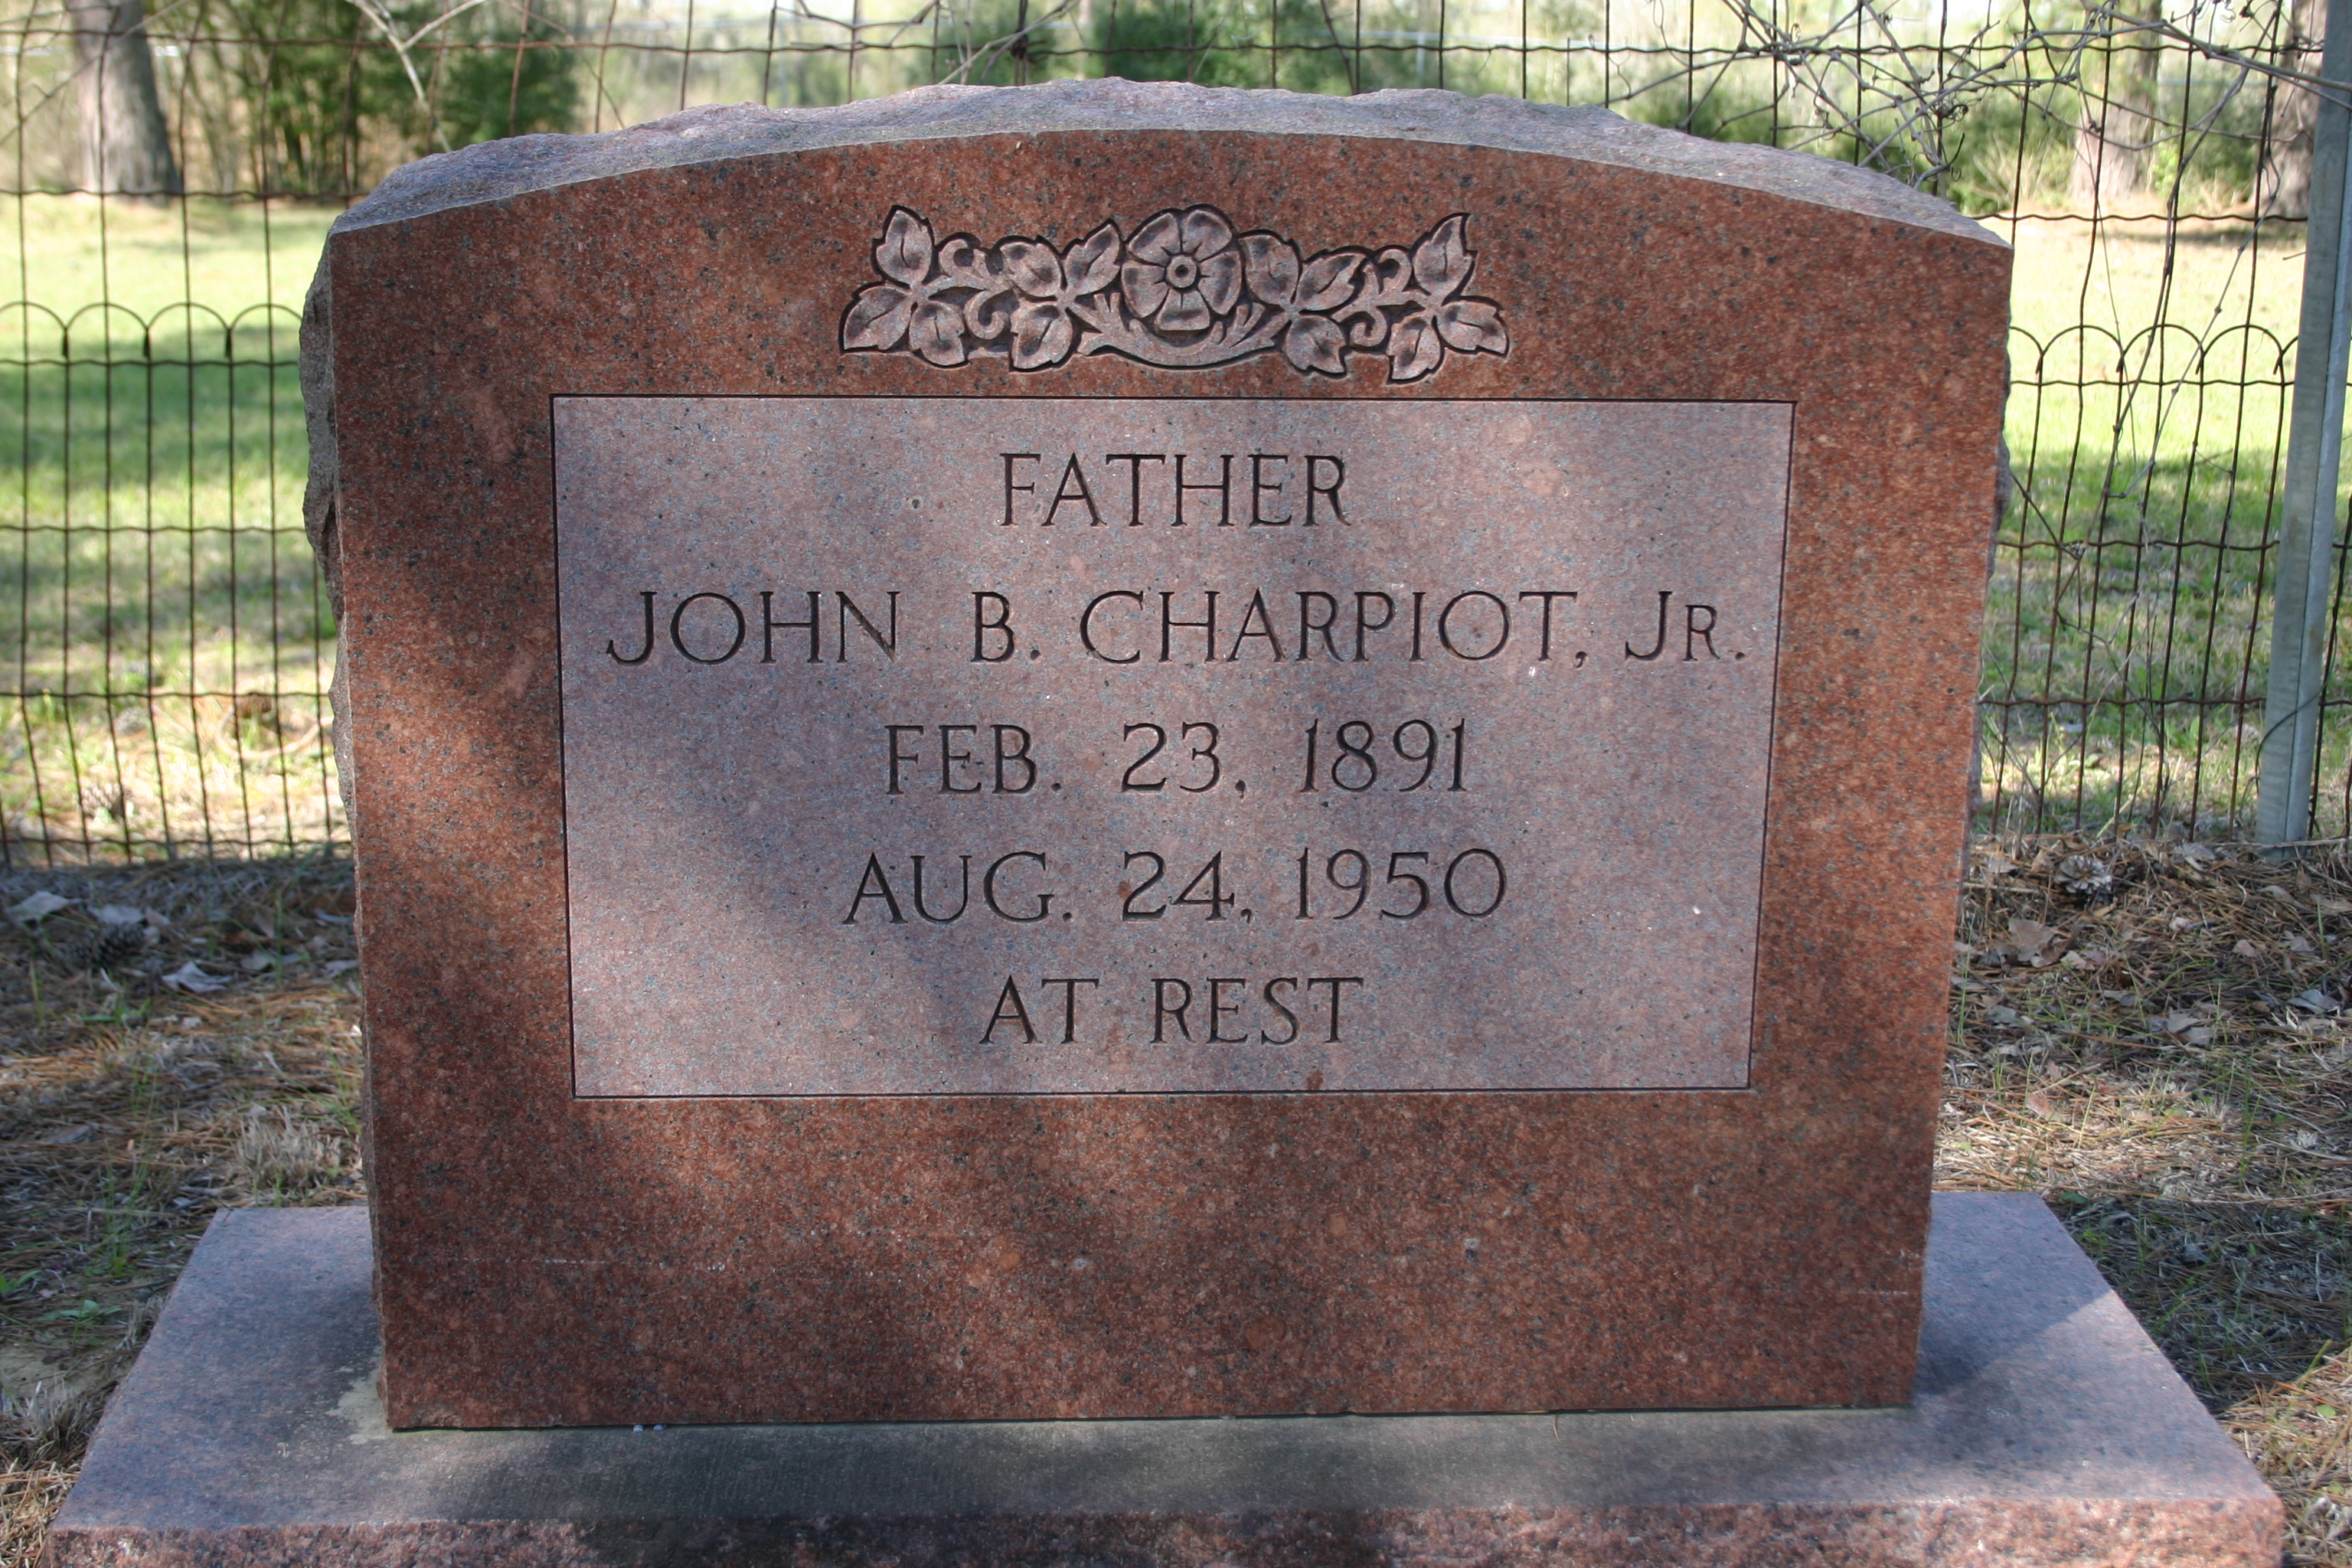 FATHER
JOHN B. CHARPIOT, JR.
FEB. 23, 1891
AUG. 24, 1950
AT REST